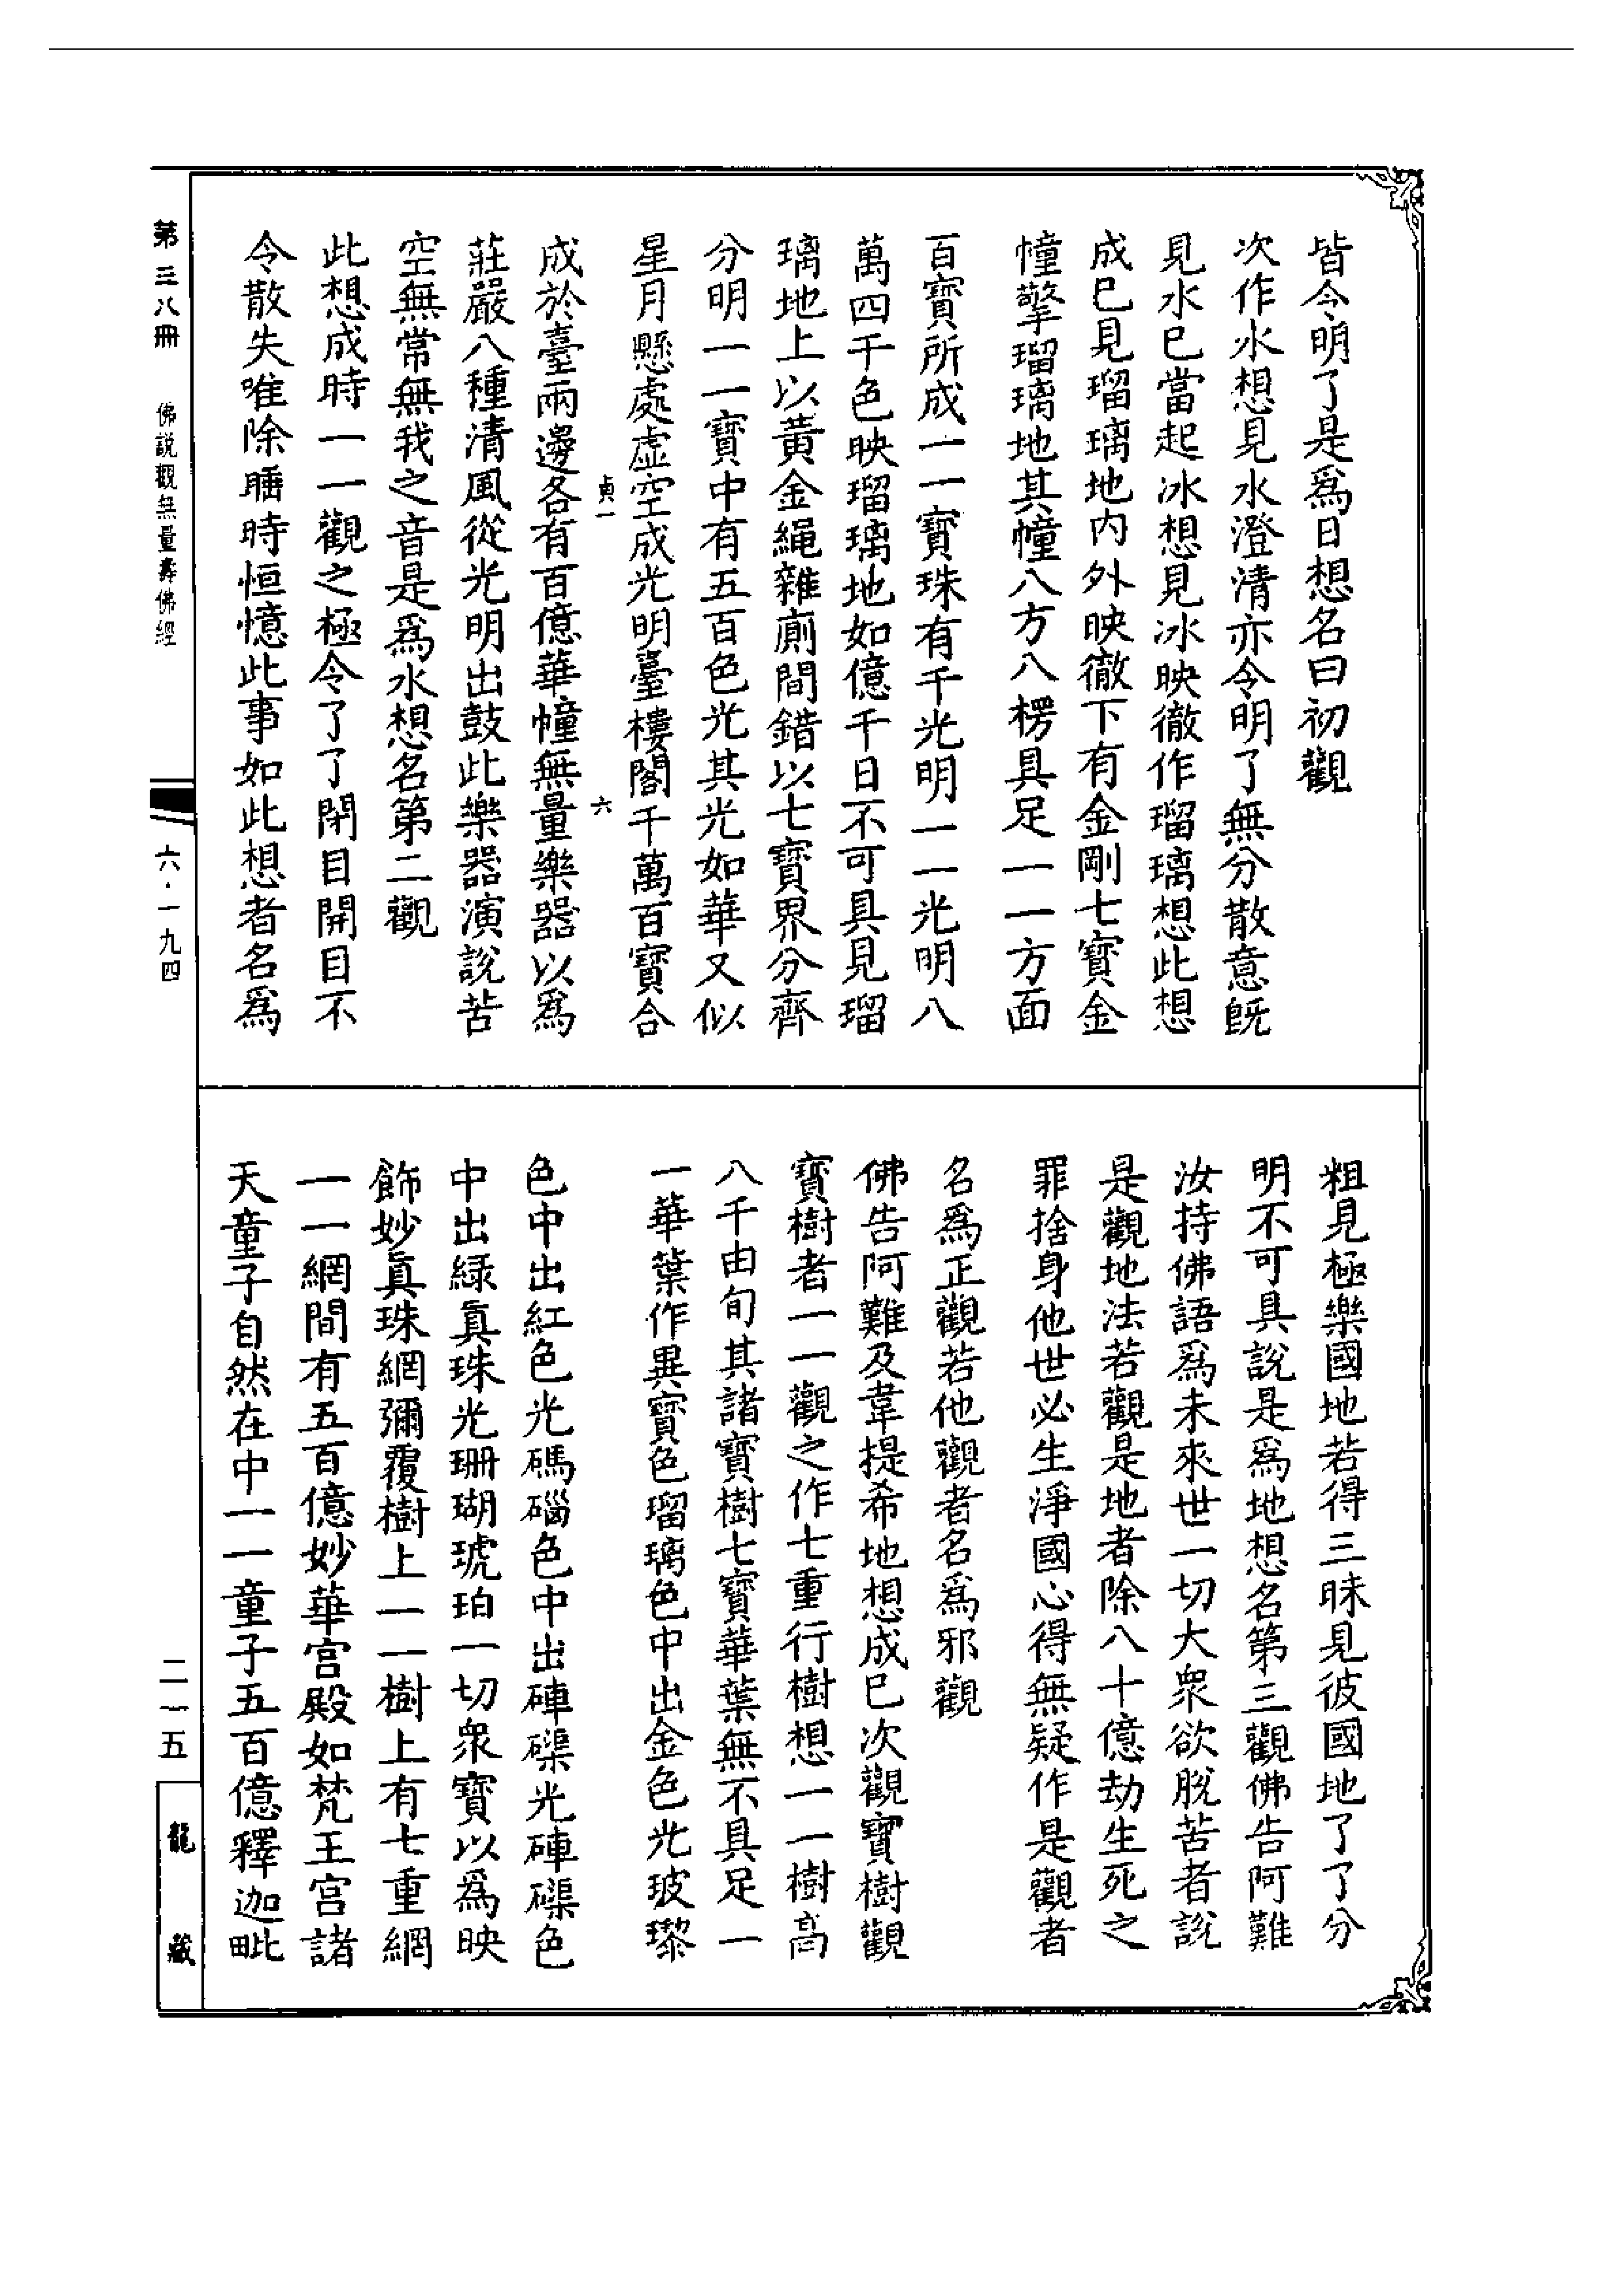 皆令明了是爲日想名曰初觀
次作水想見水澄清亦令明了無分散意旣
見水已當起冰想見冰映徹作瑠璃想此想
成已見瑠璃地内外映徹下有金剛七寶金
幢擎瑠璃地其幢八方八楞具足一一方面
百寶所成一一寶珠有千光明一一光明八
萬四千色映瑠璃地如億千日不可具見瑠
璃地上以黃金繩雜廁間錯以七寶界分齊
分明一一寶中有五百色光其光如華又似
星月懸處虛空成光明臺樓閣千萬百寶合
貞一
六
成於臺兩邊各有百億華幢無量樂器以爲
莊嚴八種清風從光明出鼓此樂器演說苦
空無常無我之音是爲水想名第二觀
此想成時一一觀之極令了了閉目開目不
令散失唯除睡時恒憶此事如此想者名爲
粗見極樂國地若得三昧見彼國地了了分
明不可具說是爲地想名第三觀佛告阿難
汝持佛語爲未來世一切大衆欲脫苦者說
是觀地法若觀是地者除八十億劫生死之
罪捨身他世必生淨國心得無疑作是觀者
名爲正觀若他觀者名爲邪觀
佛告阿難及韋提希地想成已次觀寶樹觀
寶樹者一一觀之作七重行樹想一一樹高
八千由旬其諸寶樹七寶華葉無不具足一
一華葉作異寶色瑠璃色中出金色光玻瓈
色中出紅色光碼碯色中出硨磲光硨磲色
中出綠眞珠光珊瑚琥珀一切衆寶以爲映
飾妙眞珠網彌覆樹上一一樹上有七重網
一一網間有五百億妙華宮殿如梵王宮諸
天童子自然在中一一童子五百億釋迦毗
第三八冊　佛説觀無量壽佛經
六·一九四
二一五
龍藏